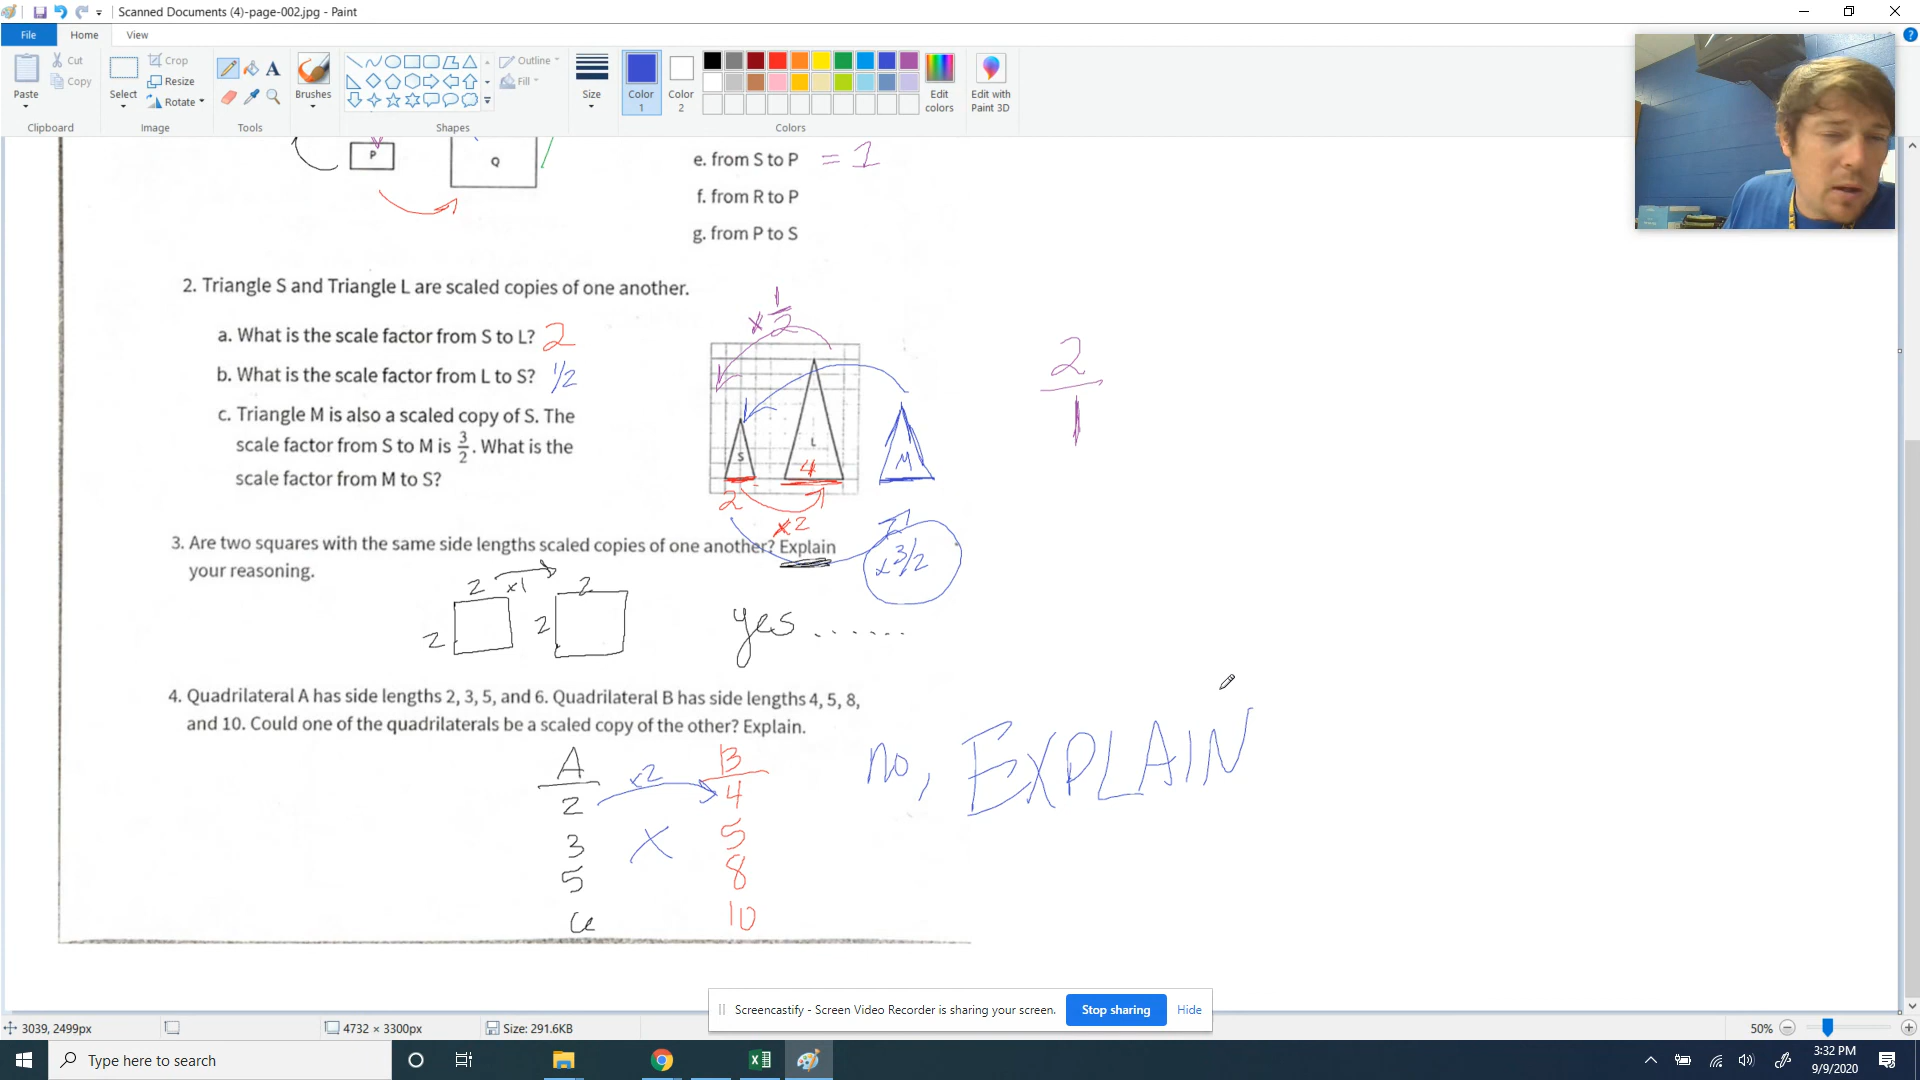 Scanned Documents (4)-page-002.jpg - Paint
File Home View
Paste Cut Copy Clipboard
Select Crop Resize Rotate Image
Tools
Brushes
Outline Fill Shapes
Size
Color 1 Color 2 Edit colors Colors
Edit with Paint 3D
P Q
e. from S to P = 1
f. from R to P
g. from P to S
2. Triangle S and Triangle L are scaled copies of one another.
a. What is the scale factor from S to L? 2
b. What is the scale factor from L to S? 1/2
c. Triangle M is also a scaled copy of S. The
scale factor from S to M is 3/2. What is the
scale factor from M to S?
x 1/2
S L M
4
2
x2
x 3/2
2
1
3. Are two squares with the same side lengths scaled copies of one another? Explain
your reasoning.
2 x1 2
2 2
yes ......
4. Quadrilateral A has side lengths 2, 3, 5, and 6. Quadrilateral B has side lengths 4, 5, 8,
and 10. Could one of the quadrilaterals be a scaled copy of the other? Explain.
A x2 B
2 4
3 X 5
5 8
6 10
no, EXPLAIN
Screencastify - Screen Video Recorder is sharing your screen. Stop sharing Hide
3039, 2499px 4732 × 3300px Size: 291.6KB 50%
Type here to search
3:32 PM
9/9/2020